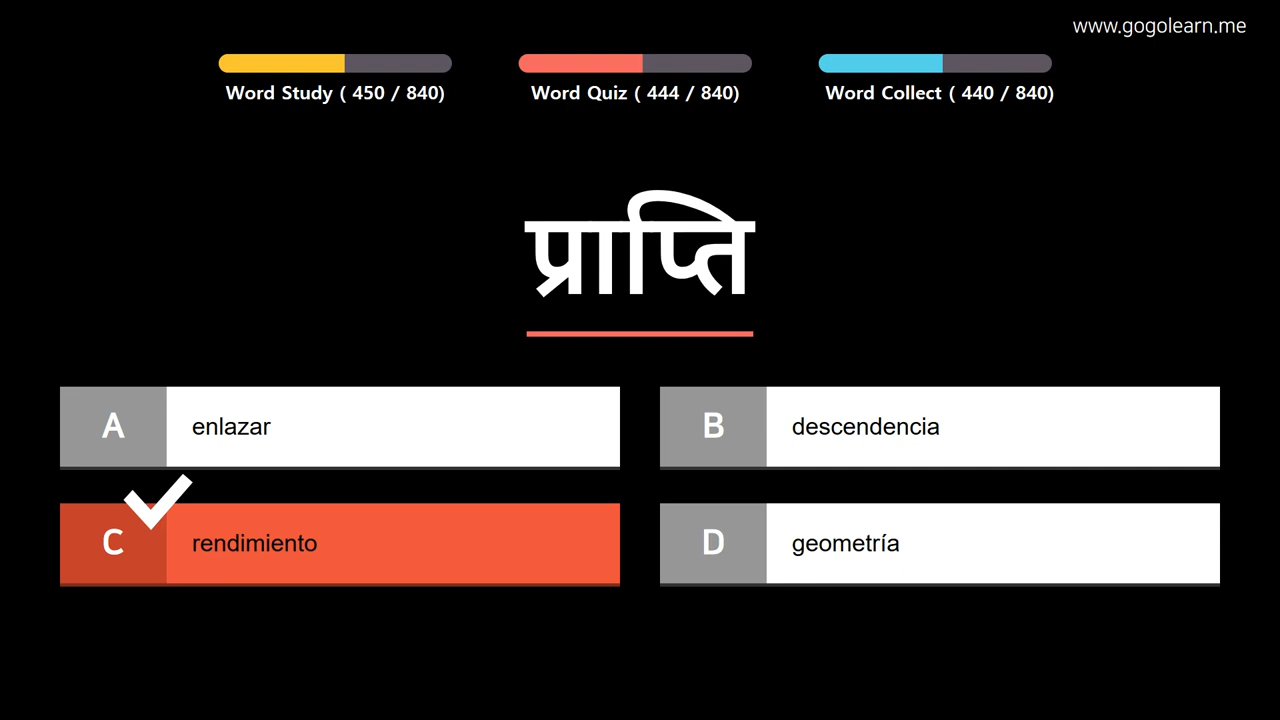 www.gogolearn.me
Word Study ( 450 / 840)
Word Quiz ( 444 / 840)
Word Collect ( 440 / 840)
प्राप्ति
A enlazar
B descendencia
C rendimiento
D geometría